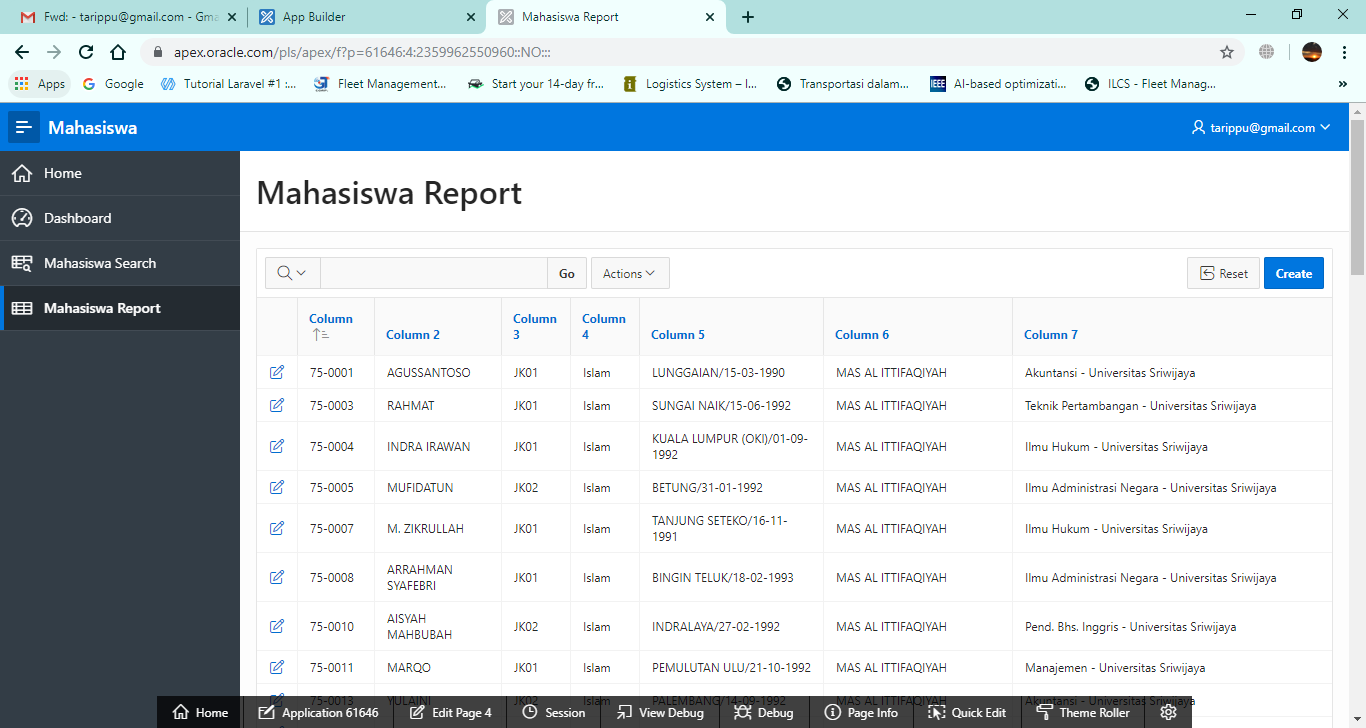 Fwd: - tarippu@gmail.com - Gma
App Builder
Mahasiswa Report
apex.oracle.com/pls/apex/f?p=61646:4:2359962550960::NO:::
Apps
Google
Tutorial Laravel #1 :...
Fleet Management...
Start your 14-day fr...
Logistics System – I...
Transportasi dalam...
IEEE
AI-based optimizati...
ILCS - Fleet Manag...
»
Mahasiswa
tarippu@gmail.com
Home
Dashboard
Mahasiswa Search
Mahasiswa Report
Mahasiswa Report
Go
Actions
Reset
Create
Column
Column 2
Column
3
Column
4
Column 5
Column 6
Column 7
75-0001 AGUSSANTOSO JK01 Islam LUNGGAIAN/15-03-1990 MAS AL ITTIFAQIYAH Akuntansi - Universitas Sriwijaya
75-0003 RAHMAT JK01 Islam SUNGAI NAIK/15-06-1992 MAS AL ITTIFAQIYAH Teknik Pertambangan - Universitas Sriwijaya
75-0004 INDRA IRAWAN JK01 Islam KUALA LUMPUR (OKI)/01-09-
1992 MAS AL ITTIFAQIYAH Ilmu Hukum - Universitas Sriwijaya
75-0005 MUFIDATUN JK02 Islam BETUNG/31-01-1992 MAS AL ITTIFAQIYAH Ilmu Administrasi Negara - Universitas Sriwijaya
75-0007 M. ZIKRULLAH JK01 Islam TANJUNG SETEKO/16-11-
1991 MAS AL ITTIFAQIYAH Ilmu Hukum - Universitas Sriwijaya
75-0008 ARRAHMAN
SYAFEBRI JK01 Islam BINGIN TELUK/18-02-1993 MAS AL ITTIFAQIYAH Ilmu Administrasi Negara - Universitas Sriwijaya
75-0010 AISYAH
MAHBUBAH JK02 Islam INDRALAYA/27-02-1992 MAS AL ITTIFAQIYAH Pend. Bhs. Inggris - Universitas Sriwijaya
75-0011 MARQO JK01 Islam PEMULUTAN ULU/21-10-1992 MAS AL ITTIFAQIYAH Manajemen - Universitas Sriwijaya
75-0013 YULAINI JK02 Islam PALEMBANG/14-09-1992 MAS AL ITTIFAQIYAH Akuntansi - Universitas Sriwijaya
Home
Application 61646
Edit Page 4
Session
View Debug
Debug
Page Info
Quick Edit
Theme Roller